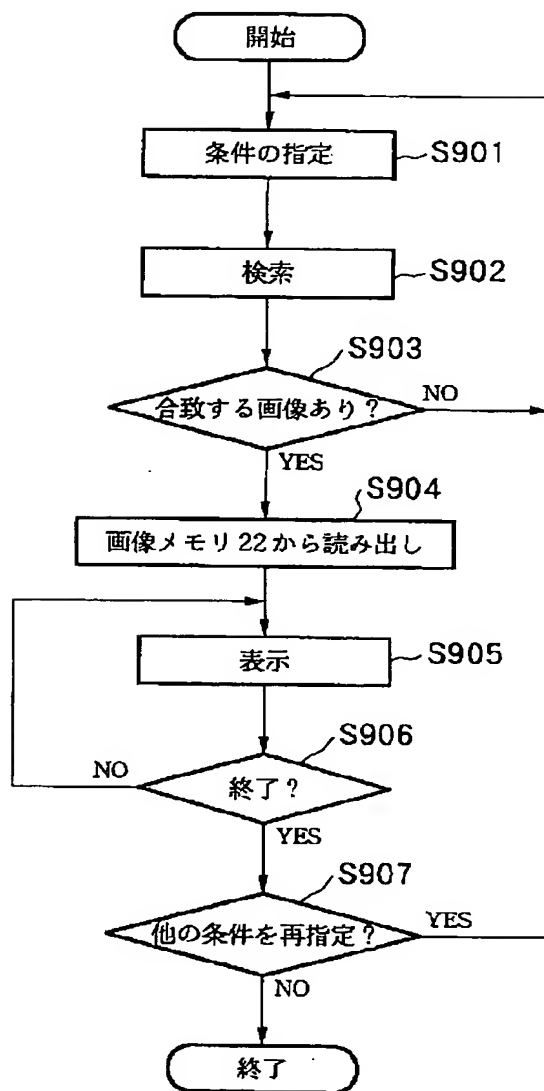 開始
条件の指定
S901
検索
S902
S903
合致する画像あり?
NO
YES
S904
画像メモリ22から読み出し
表示
S905
S906
NO
終了?
YES
S907
他の条件を再指定?
YES
NO
終了